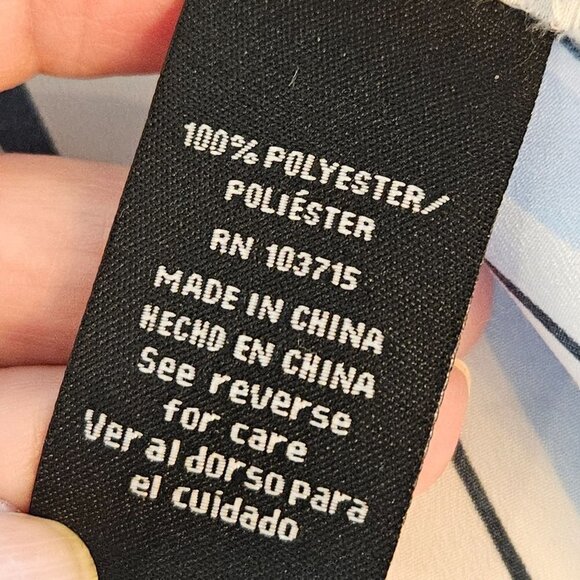 100% POLYESTER/
POLIÉSTER
RN 103715
MADE IN CHINA
HECHO EN CHINA
See reverse
for care
Ver al dorso para
el cuidado